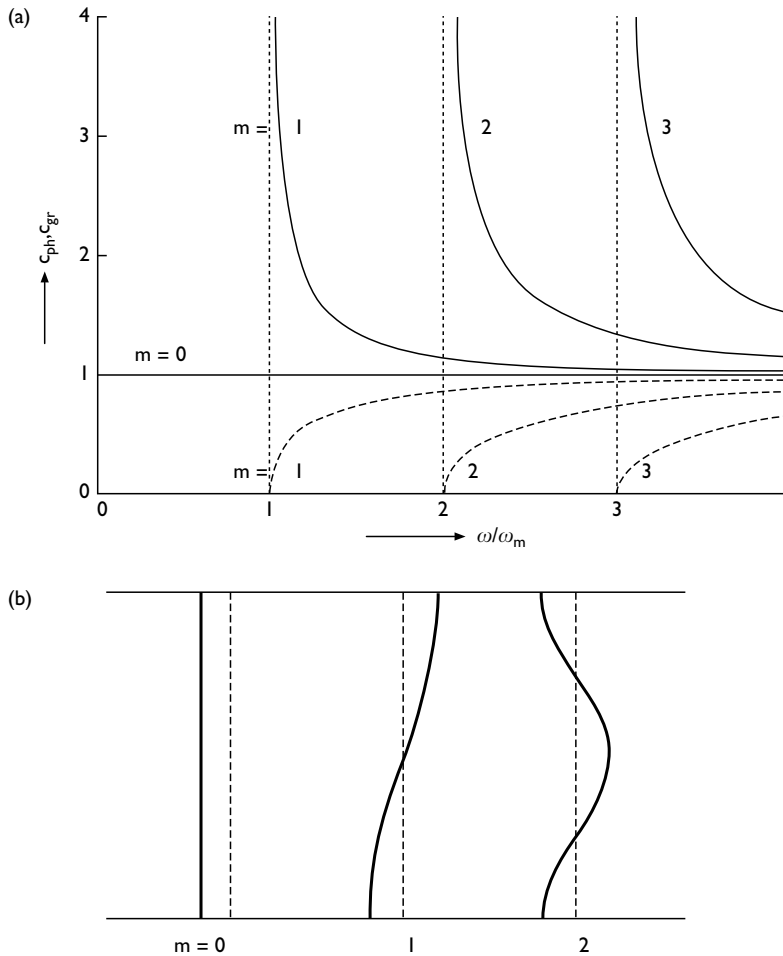 (a)
4
m = 1 2 3
3
c_ph, c_gr
2
m = 0
1
m = 1 2 3
0
0 1 2 3
ω/ω_m
(b)
m = 0 1 2